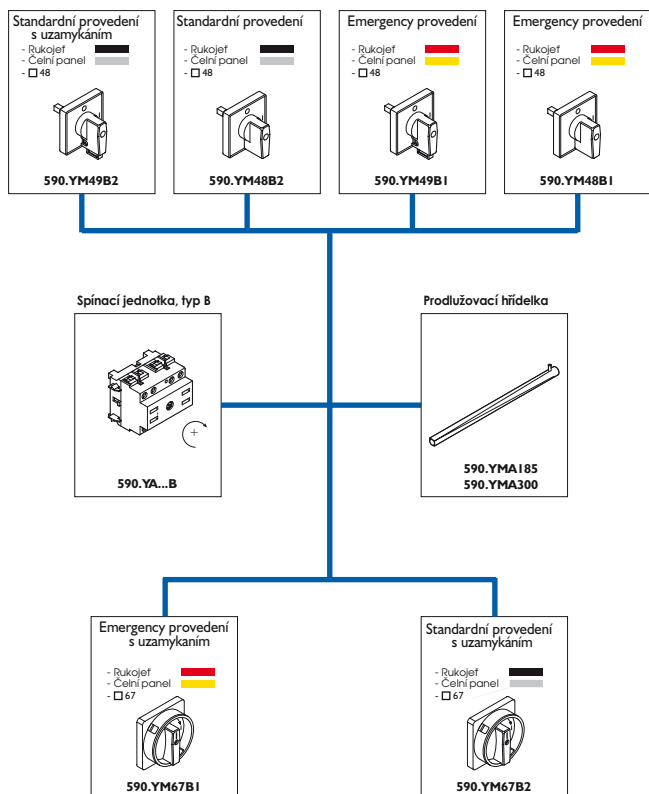 Standardní provedení
s uzamykáním
- Rukojeť
- Čelní panel
- □ 48
590.YM49B2
Standardní provedení
- Rukojeť
- Čelní panel
- □ 48
590.YM48B2
Emergency provedení
- Rukojeť
- Čelní panel
- □ 48
590.YM49B1
Emergency provedení
- Rukojeť
- Čelní panel
- □ 48
590.YM48B1
Spínací jednotka, typ B
+
590.YA...B
Prodlužovací hřídelka
590.YMA185
590.YMA300
Emergency provedení
s uzamykaním
- Rukojeť
- Čelní panel
- □ 67
590.YM67B1
Standardní provedení
s uzamykáním
- Rukojeť
- Čelní panel
- □ 67
590.YM67B2